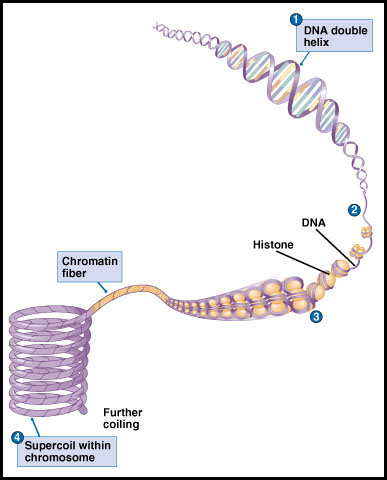 1
DNA double
helix
2
DNA
Histone
Chromatin
fiber
3
Further
coiling
4
Supercoil within
chromosome